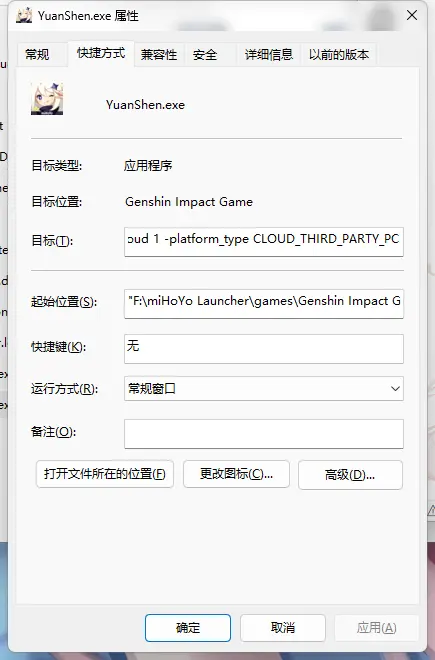 YuanShen.exe 属性
常规 快捷方式 兼容性 安全 详细信息 以前的版本
YuanShen.exe
目标类型: 应用程序
目标位置: Genshin Impact Game
目标(T): oud 1 -platform_type CLOUD_THIRD_PARTY_PC
起始位置(S): "F:\miHoYo Launcher\games\Genshin Impact G
快捷键(K): 无
运行方式(R): 常规窗口
备注(O):
打开文件所在的位置(F) 更改图标(C)... 高级(D)...
确定 取消 应用(A)